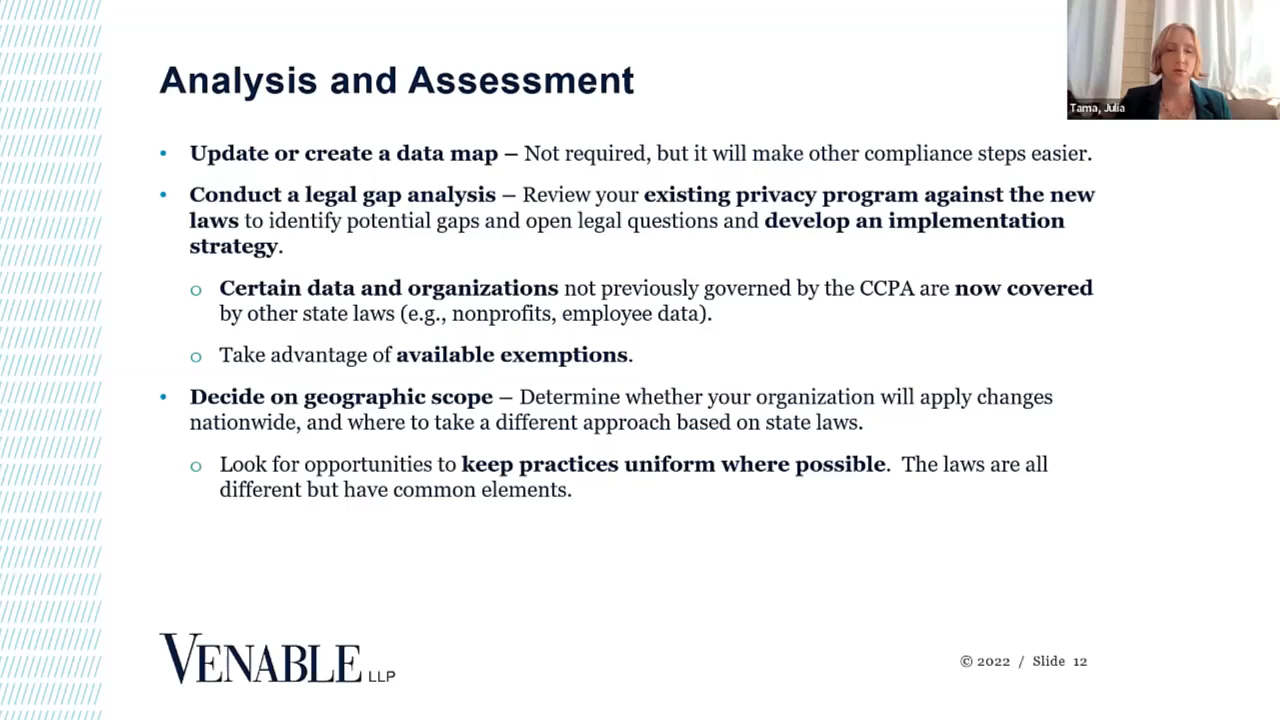 Analysis and Assessment
Tama, Julia
• Update or create a data map – Not required, but it will make other compliance steps easier.
• Conduct a legal gap analysis – Review your existing privacy program against the new
laws to identify potential gaps and open legal questions and develop an implementation
strategy.
o Certain data and organizations not previously governed by the CCPA are now covered
by other state laws (e.g., nonprofits, employee data).
o Take advantage of available exemptions.
• Decide on geographic scope – Determine whether your organization will apply changes
nationwide, and where to take a different approach based on state laws.
o Look for opportunities to keep practices uniform where possible. The laws are all
different but have common elements.
VENABLE LLP
© 2022 / Slide 12